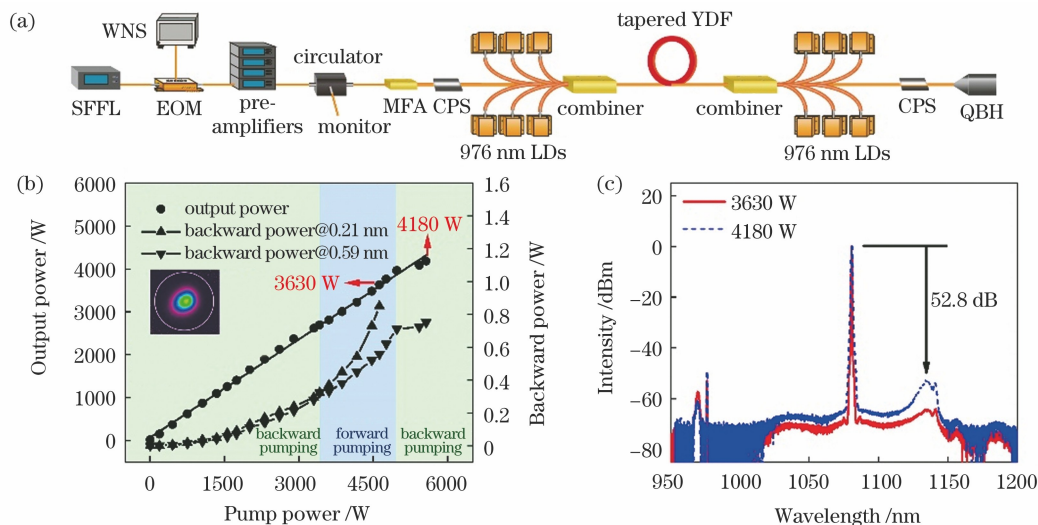 (a)
WNS
SFFL
EOM
pre-
amplifiers
circulator
monitor
MFA
CPS
976 nm LDs
combiner
tapered YDF
combiner
976 nm LDs
CPS
QBH
(b)
Output power /W
6000
5000
4000
3000
2000
1000
0
output power
backward power@0.21 nm
backward power@0.59 nm
3630 W
4180 W
backward
pumping
forward
pumping
backward
pumping
1.6
1.4
1.2
1.0
0.8
0.6
0.4
0.2
0
Backward power /W
0
1500
3000
4500
6000
Pump power /W
(c)
Intensity /dBm
20
0
−20
−40
−60
−80
3630 W
4180 W
52.8 dB
950
1000
1050
1100
1150
1200
Wavelength /nm